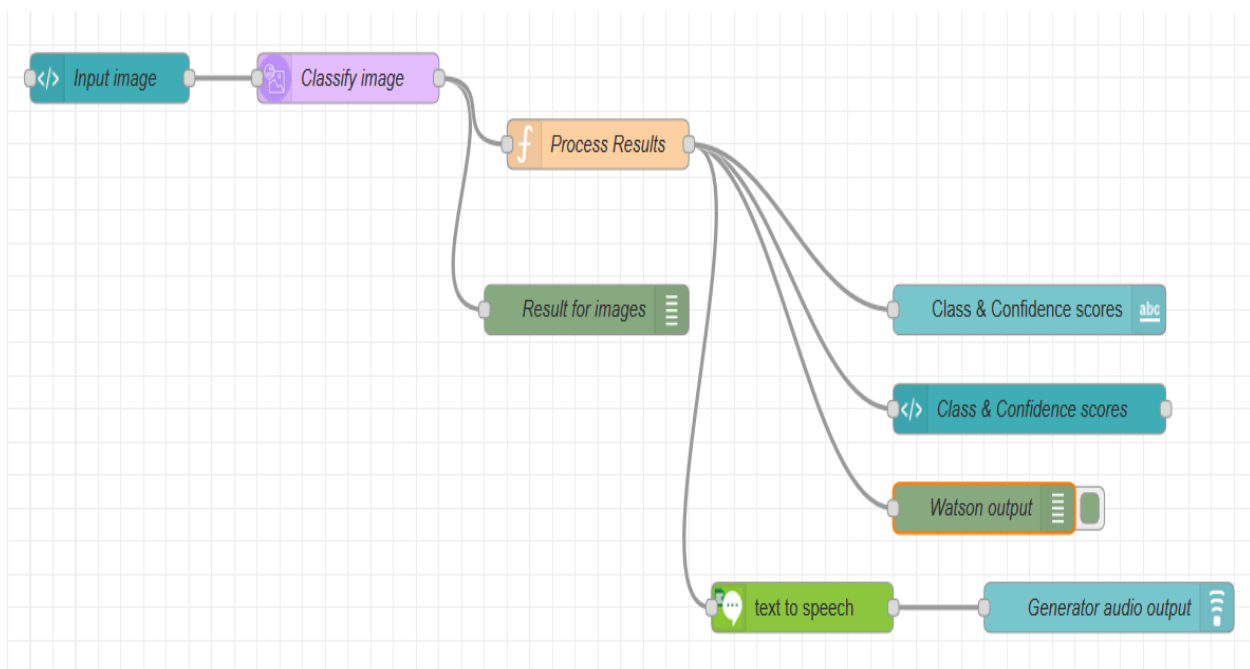 </> Input image
Classify image
Process Results
Result for images
Class & Confidence scores abc
</> Class & Confidence scores
Watson output
text to speech
Generator audio output